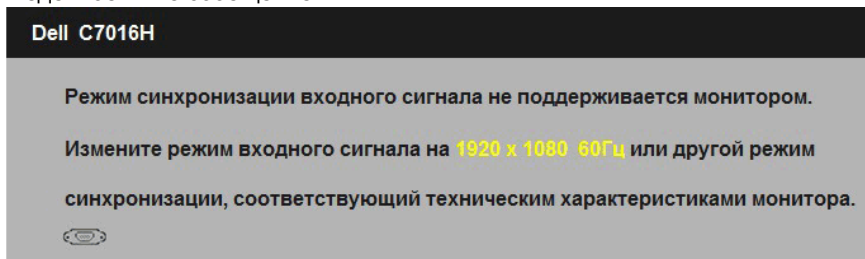 Dell C7016H
Режим синхронизации входного сигнала не поддерживается монитором.
Измените режим входного сигнала на 1920 x 1080 60Гц или другой режим
синхронизации, соответствующий техническим характеристиками монитора.